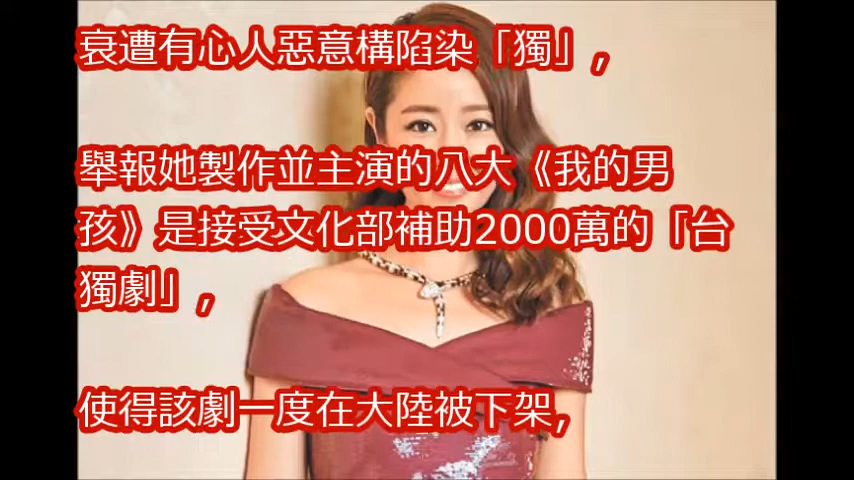 衰遭有心人惡意構陷染「獨」,
舉報她製作並主演的八大《我的男
孩》是接受文化部補助2000萬的「台
獨劇」,
使得該劇一度在大陸被下架,